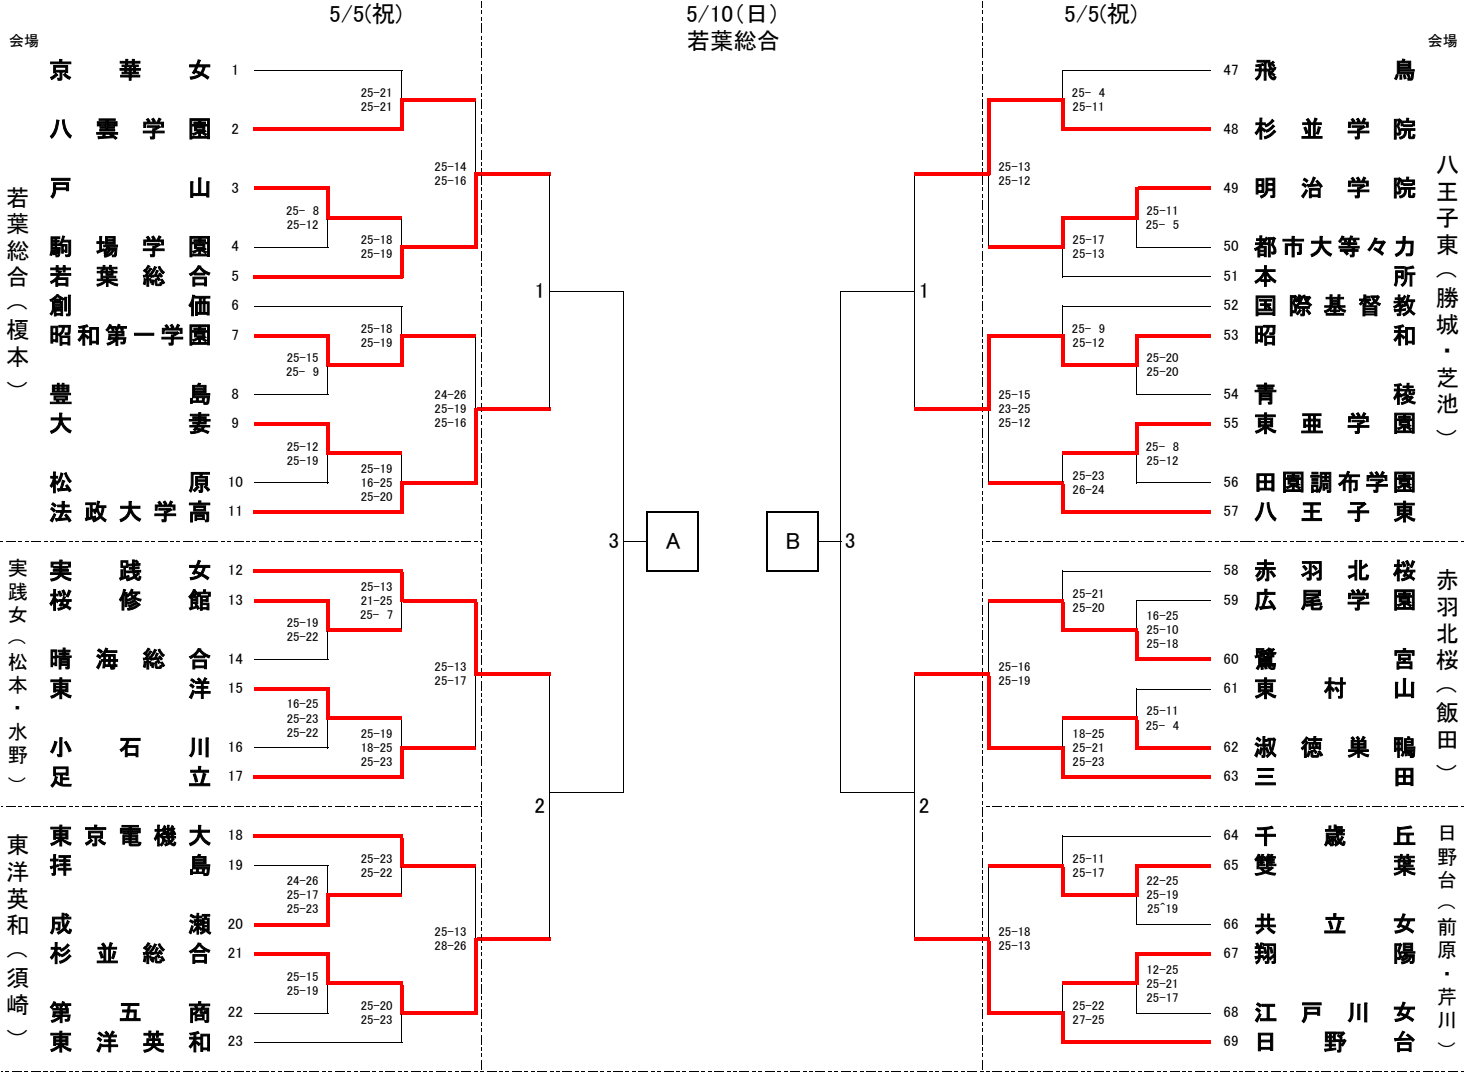 5/5(祝)
5/10(日)
若葉総合
5/5(祝)
会場
会場
若葉総合(榎本)
京華女 1
25-21
25-21
八雲学園 2
25-14
25-16
戸山 3
25- 8
25-12
駒場学園 4
25-18
25-19
若葉総合 5
1
創価 6
25-18
25-19
昭和第一学園 7
25-15
25- 9
豊島 8
24-26
25-19
25-16
大妻 9
25-12
25-19
松原 10
25-19
16-25
25-20
法政大学高 11
3
A
実践女(松本・水野)
実践女 12
25-13
21-25
25- 7
桜修館 13
25-19
25-22
晴海総合 14
25-13
25-17
東洋 15
16-25
25-23
25-22
小石川 16
25-19
18-25
25-23
足立 17
2
東洋英和(須崎)
東京電機大 18
25-23
25-22
拝島 19
24-26
25-17
25-23
成瀬 20
25-13
28-26
杉並総合 21
25-15
25-19
第五商 22
25-20
25-23
東洋英和 23
八王子東(勝城・芝池)
47 飛鳥
25- 4
25-11
48 杉並学院
25-13
25-12
49 明治学院
25-11
25- 5
50 都市大等々力
25-17
25-13
51 本所
1
52 国際基督教
25- 9
25-12
53 昭和
25-20
25-20
54 青稜
25-15
23-25
25-12
55 東亜学園
25- 8
25-12
56 田園調布学園
25-23
26-24
57 八王子東
B
3
赤羽北桜(飯田)
58 赤羽北桜
25-21
25-20
59 広尾学園
16-25
25-10
25-18
60 鷺宮
25-16
25-19
61 東村山
25-11
25- 4
62 淑徳巣鴨
18-25
25-21
25-23
63 三田
2
日野台(前原・芹川)
64 千歳丘
25-11
25-17
65 雙葉
22-25
25-19
25^19
66 共立女
25-18
25-13
67 翔陽
12-25
25-21
25-17
68 江戸川女
25-22
27-25
69 日野台